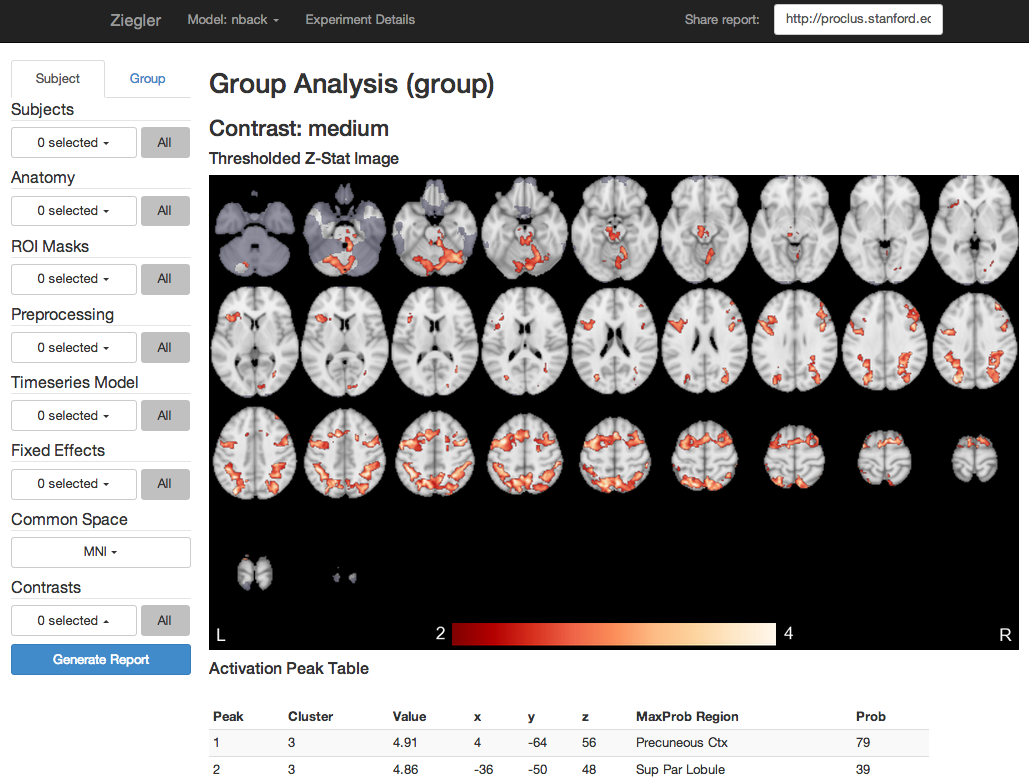 Ziegler Model: nback Experiment Details Share report: http://proclus.stanford.ec
Subject Group
Subjects
0 selected All
Anatomy
0 selected All
ROI Masks
0 selected All
Preprocessing
0 selected All
Timeseries Model
0 selected All
Fixed Effects
0 selected All
Common Space
MNI
Contrasts
0 selected All
Generate Report
Group Analysis (group)
Contrast: medium
Thresholded Z-Stat Image
L 2 4 R
Activation Peak Table
Peak Cluster Value x y z MaxProb Region Prob
1 3 4.91 4 -64 56 Precuneous Ctx 79
2 3 4.86 -36 -50 48 Sup Par Lobule 39